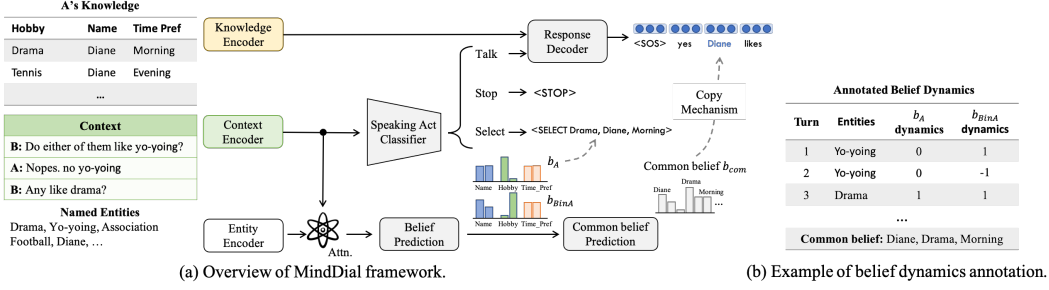 A's Knowledge
Hobby Name Time Pref
Drama Diane Morning
Tennis Diane Evening
...
Context
B: Do either of them like yo-yoing?
A: Nopes. no yo-yoing
B: Any like drama?
Named Entities
Drama, Yo-yoing, Association
Football, Diane, ...
Knowledge
Encoder
Context
Encoder
Entity
Encoder
Attn.
Speaking Act
Classifier
Talk
Stop
Select
<STOP>
<SELECT Drama, Diane, Morning>
Response
Decoder
<SOS> yes Diane likes
Copy
Mechanism
b_A
Name Hobby Time_Pref
b_BinA
Name Hobby Time_Pref
Belief
Prediction
Common belief
Prediction
Common belief b_com
Diane Drama Morning ...
(a) Overview of MindDial framework.
Annotated Belief Dynamics
Turn Entities b_A dynamics b_BinA dynamics
1 Yo-yoing 0 1
2 Yo-yoing 0 -1
3 Drama 1 1
...
Common belief: Diane, Drama, Morning
(b) Example of belief dynamics annotation.